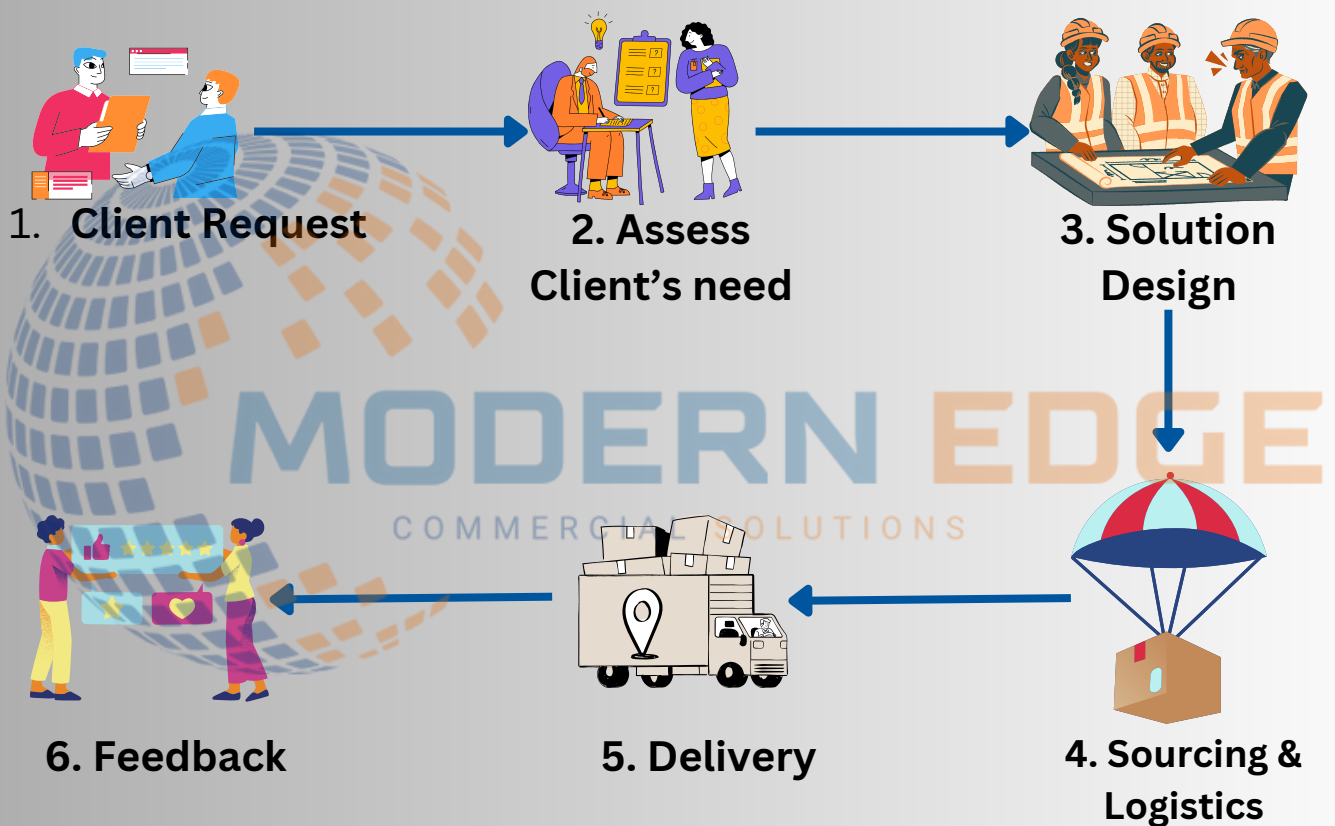 1. Client Request
2. Assess
Client’s need
3. Solution
Design
MODERN EDGE
COMMERCIAL SOLUTIONS
6. Feedback
5. Delivery
4. Sourcing &
Logistics